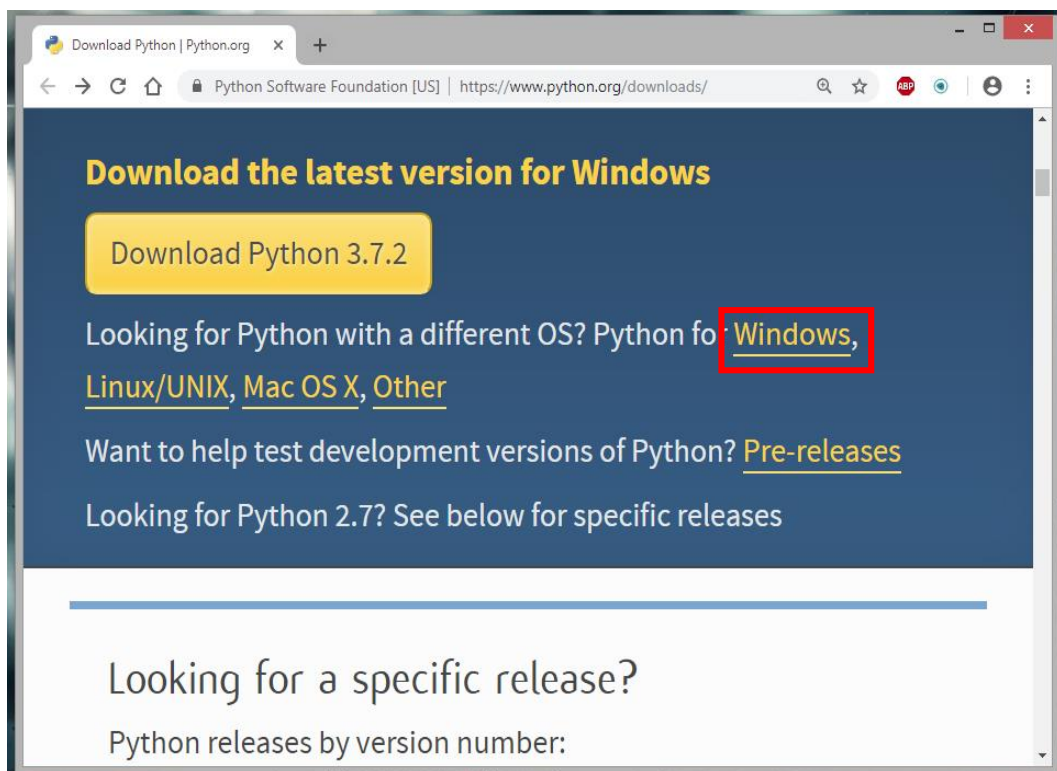 Download Python | Python.org
Python Software Foundation [US] | https://www.python.org/downloads/
ABP
Download the latest version for Windows
Download Python 3.7.2
Looking for Python with a different OS? Python for Windows,
Linux/UNIX, Mac OS X, Other
Want to help test development versions of Python? Pre-releases
Looking for Python 2.7? See below for specific releases
Looking for a specific release?
Python releases by version number: